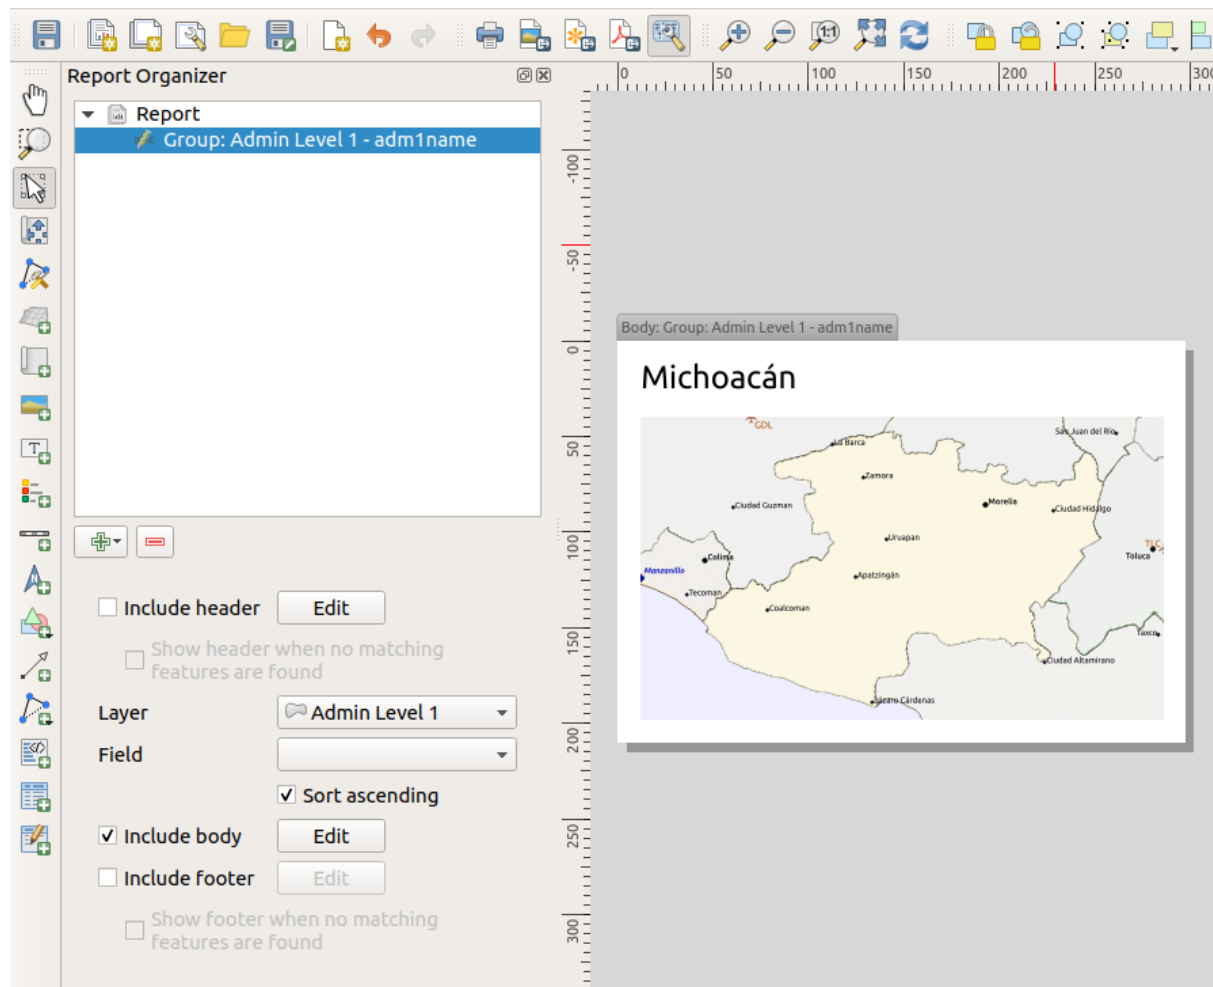 Report Organizer
Report
Group: Admin Level 1 - adm1name
Include header Edit
Show header when no matching
features are found
Layer Admin Level 1
Field
Sort ascending
Include body Edit
Include footer Edit
Show footer when no matching
features are found
1:1
0 50 100 150 200 250 300
-100
-50
0
50
100
150
200
250
300
Body: Group: Admin Level 1 - adm1name
Michoacán
GDL
San Juan del Río
La Barca
Zamora
Ciudad Guzman
Morelia
Ciudad Hidalgo
Uruapan
TLC
Toluca
Colima
Manzanillo
Apatzingán
Tecoman
Coalcoman
Taxco
Ciudad Altamirano
Lázaro Cárdenas